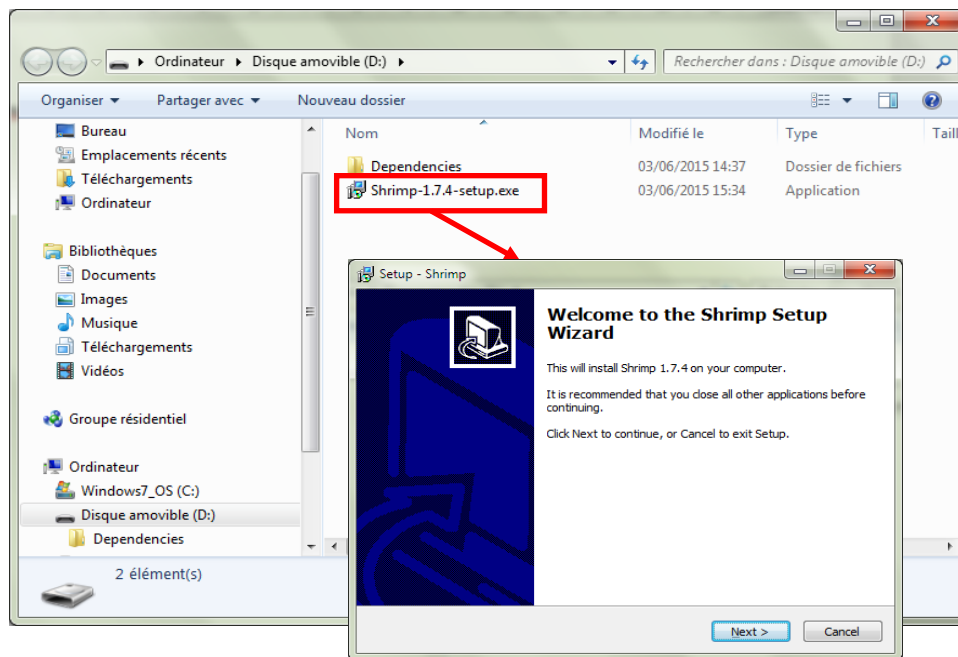 Ordinateur Disque amovible (D:)
Rechercher dans : Disque amovible (D:)
Organiser Partager avec Nouveau dossier
Bureau
Emplacements récents
Téléchargements
Ordinateur
Bibliothèques
Documents
Images
Musique
Téléchargements
Vidéos
Groupe résidentiel
Ordinateur
Windows7_OS (C:)
Disque amovible (D:)
Dependencies
Nom Modifié le Type Taill
Dependencies 03/06/2015 14:37 Dossier de fichiers
Shrimp-1.7.4-setup.exe 03/06/2015 15:34 Application
2 élément(s)
Setup - Shrimp
Welcome to the Shrimp Setup
Wizard
This will install Shrimp 1.7.4 on your computer.
It is recommended that you close all other applications before
continuing.
Click Next to continue, or Cancel to exit Setup.
Next > Cancel